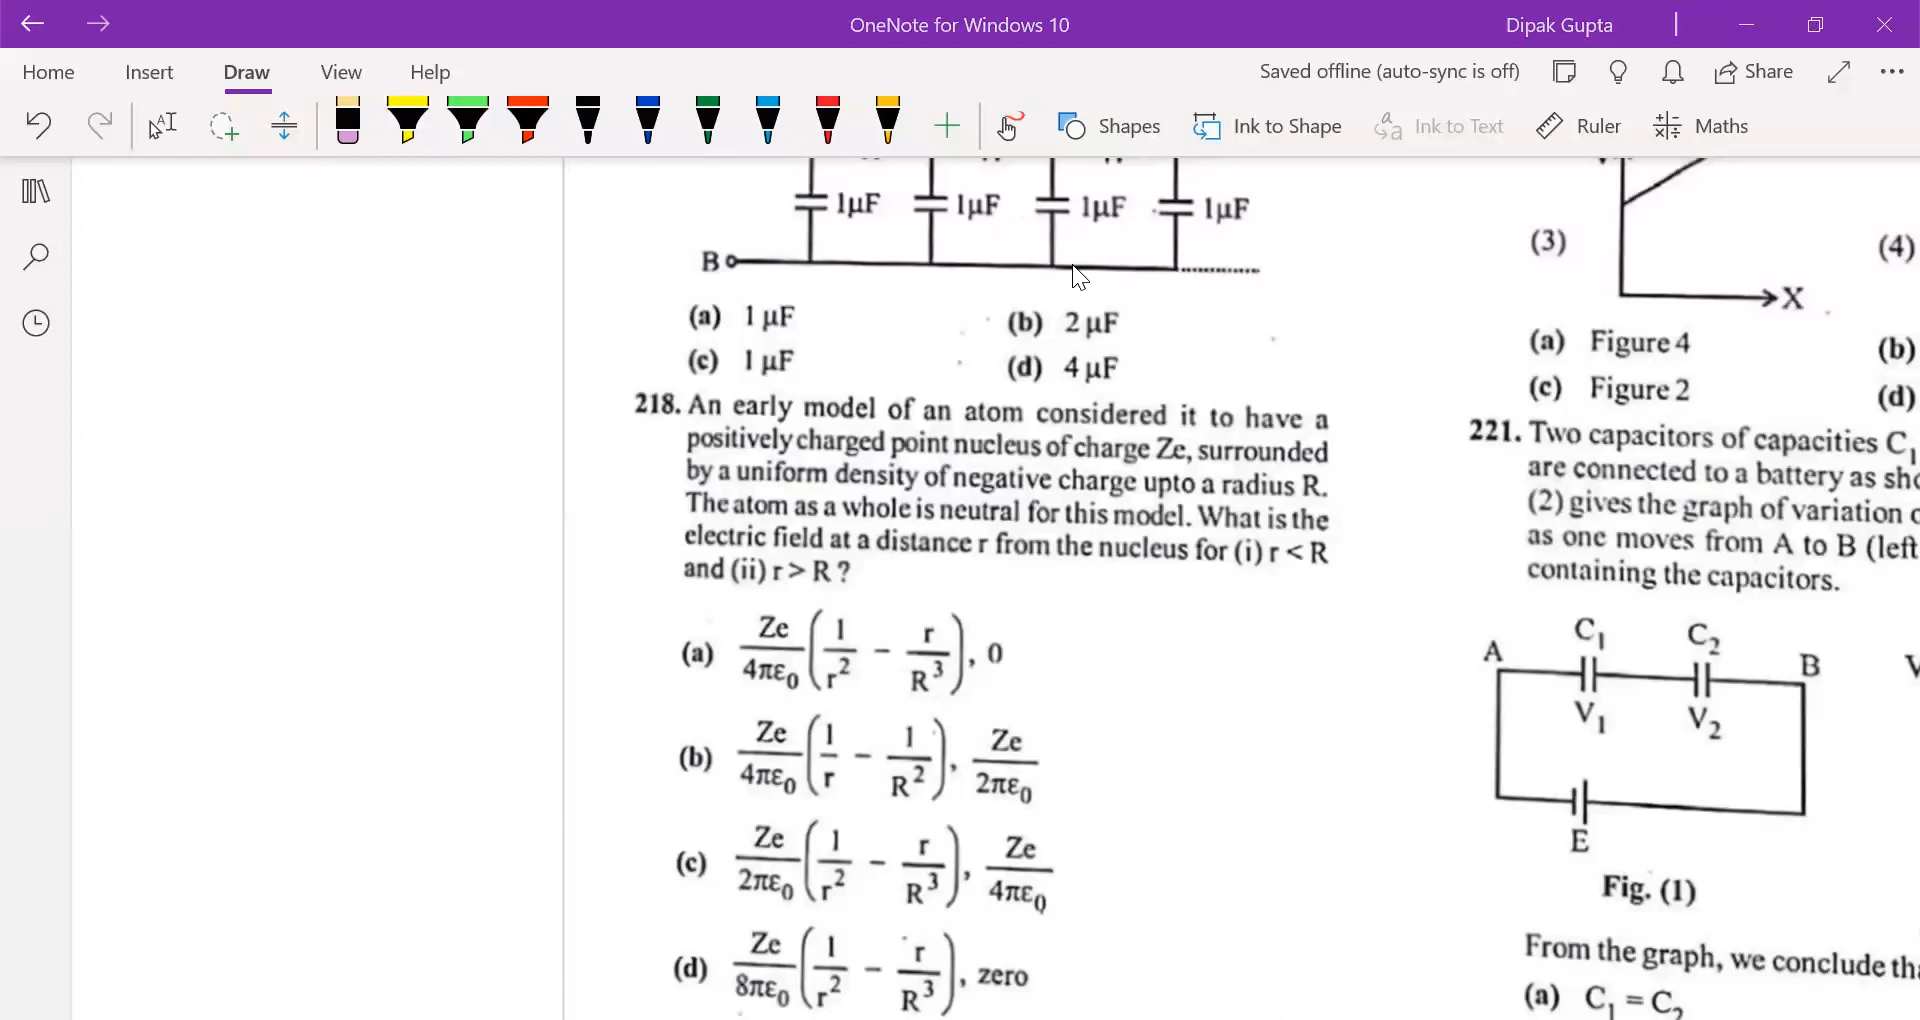 OneNote for Windows 10
Dipak Gupta
Home Insert Draw View Help
Saved offline (auto-sync is off)
Share
Shapes
Ink to Shape
Ink to Text
Ruler
Maths
1μF 1μF 1μF 1μF
B
(a) 1 μF (b) 2 μF
(c) 1 μF (d) 4 μF
218. An early model of an atom considered it to have a
positively charged point nucleus of charge Ze, surrounded
by a uniform density of negative charge upto a radius R.
The atom as a whole is neutral for this model. What is the
electric field at a distance r from the nucleus for (i) r < R
and (ii) r > R ?
(a) Ze/4πε₀ (1/r² − r/R³), 0
(b) Ze/4πε₀ (1/r − 1/R²), Ze/2πε₀
(c) Ze/2πε₀ (1/r² − r/R³), Ze/4πε₀
(d) Ze/8πε₀ (1/r² − r/R³), zero
(3) X (4)
(a) Figure 4 (b)
(c) Figure 2 (d)
221. Two capacitors of capacities C₁
are connected to a battery as sho
(2) gives the graph of variation o
as one moves from A to B (left
containing the capacitors.
C₁ C₂
A B V
V₁ V₂
E
Fig. (1)
From the graph, we conclude tha
(a) C₁ = C₂